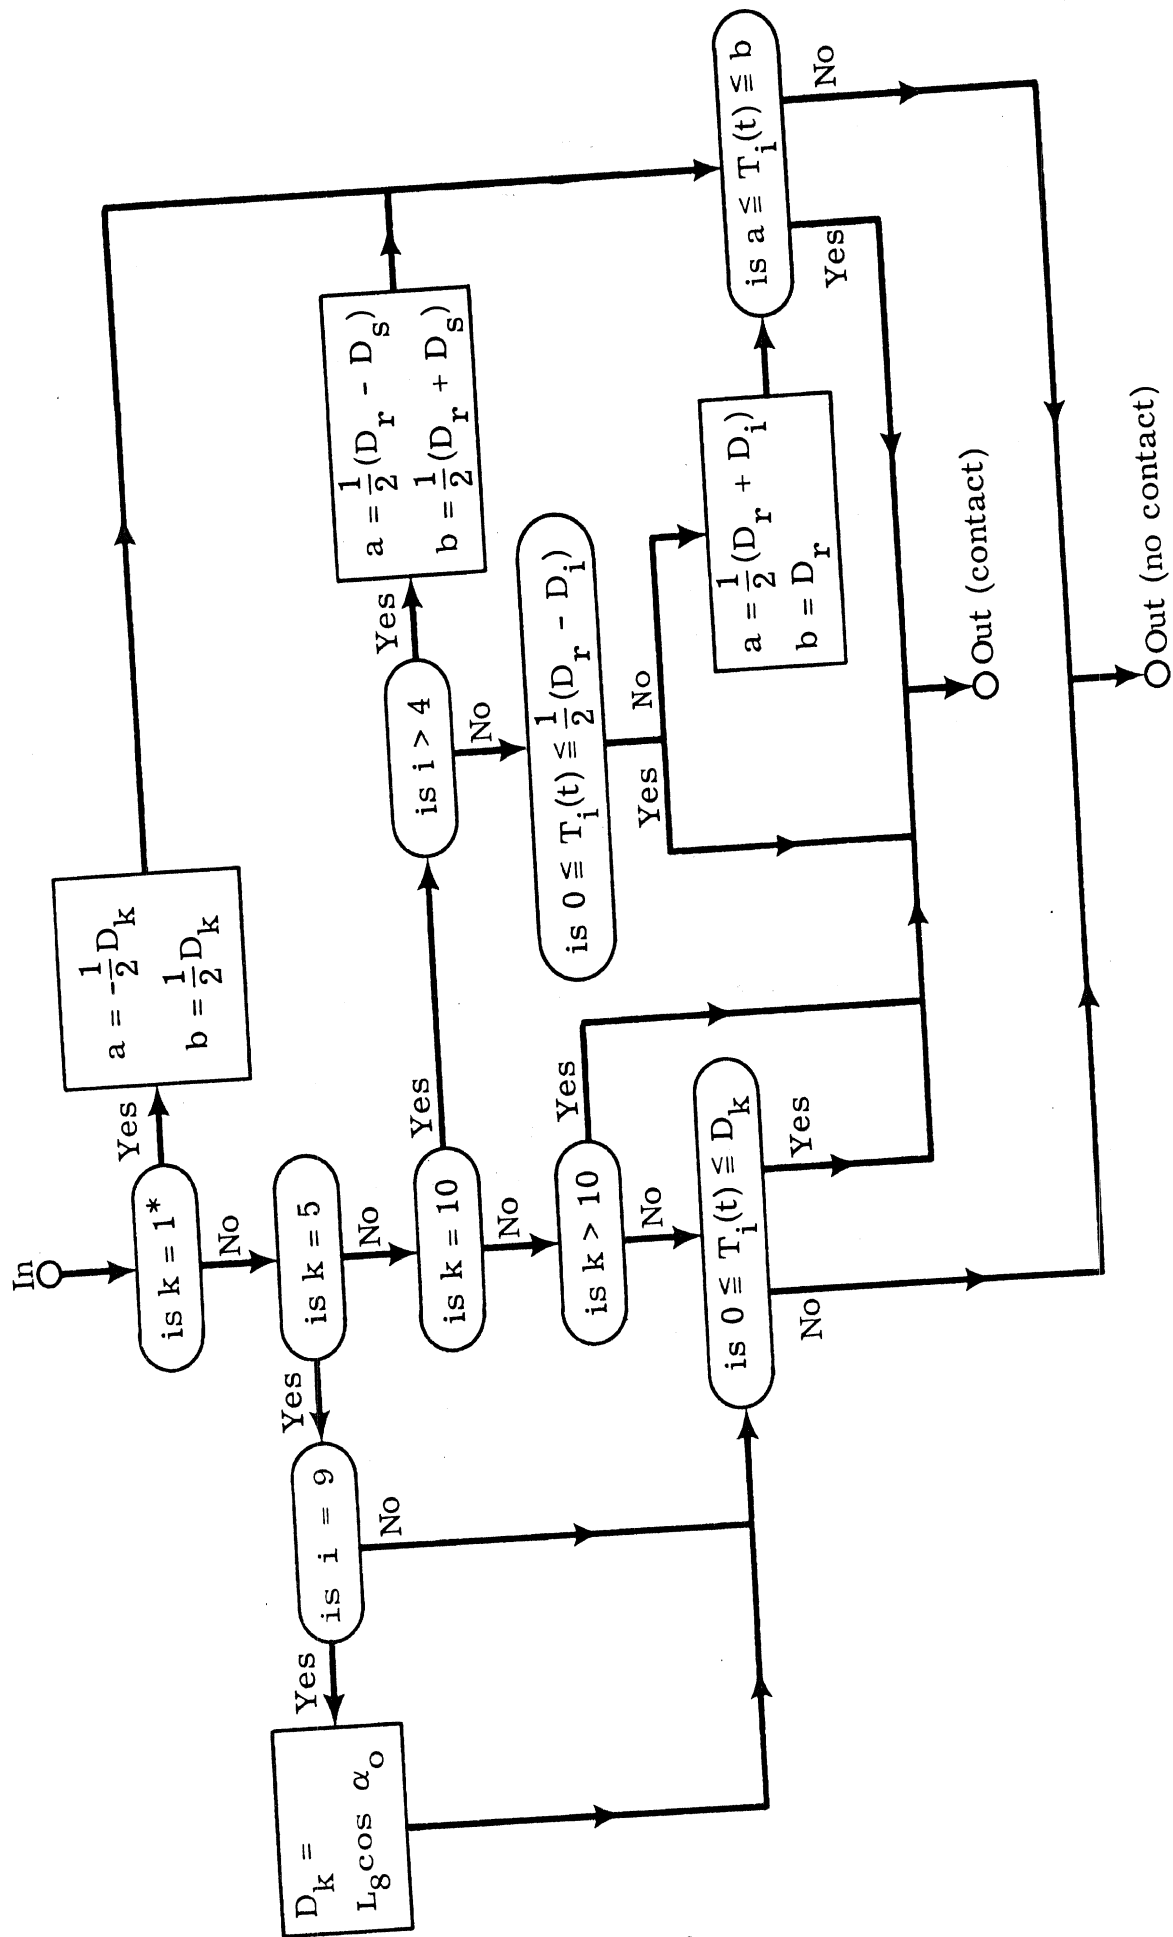 In
is k = 1*
Yes
a = -1/2 D_k
b = 1/2 D_k
No
is k = 5
Yes
is i = 9
Yes
D_k =
L_8 cos α_o
No
No
is k = 10
Yes
is i > 4
Yes
a = 1/2 (D_r - D_s)
b = 1/2 (D_r + D_s)
No
is 0 ≦ T_i(t) ≦ 1/2 (D_r - D_i)
Yes
No
a = 1/2 (D_r + D_i)
b = D_r
is a ≦ T_i(t) ≦ b
Yes
No
No
is k > 10
Yes
No
is 0 ≦ T_i(t) ≦ D_k
No
Yes
Out (contact)
Out (no contact)